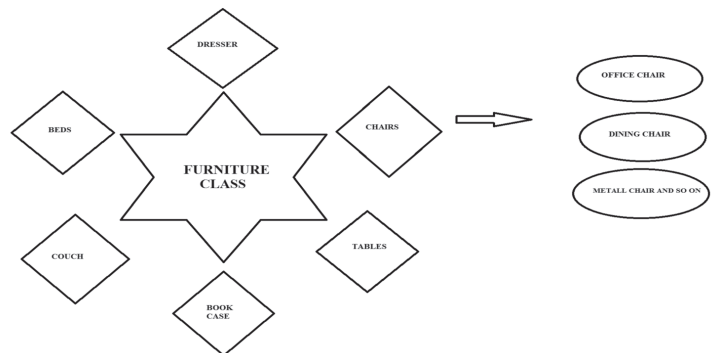 DRESSER
BEDS
CHAIRS
FURNITURE
CLASS
COUCH
TABLES
BOOK
CASE
OFFICE CHAIR
DINING CHAIR
METALL CHAIR AND SO ON